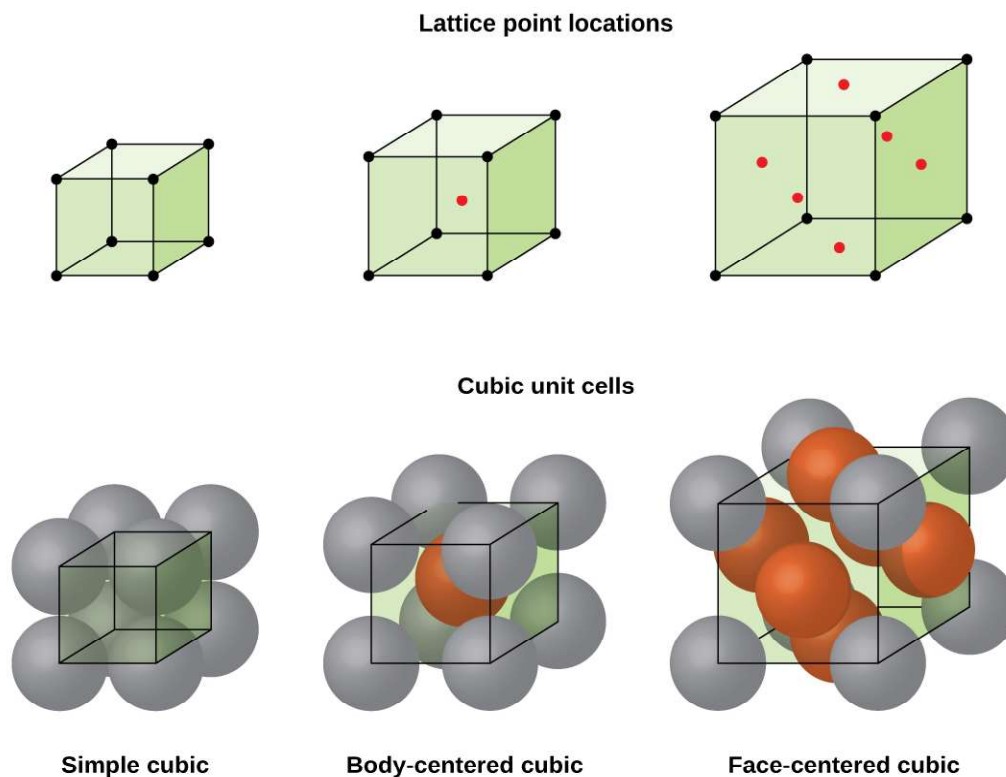 Lattice point locations
Cubic unit cells
Simple cubic
Body-centered cubic
Face-centered cubic